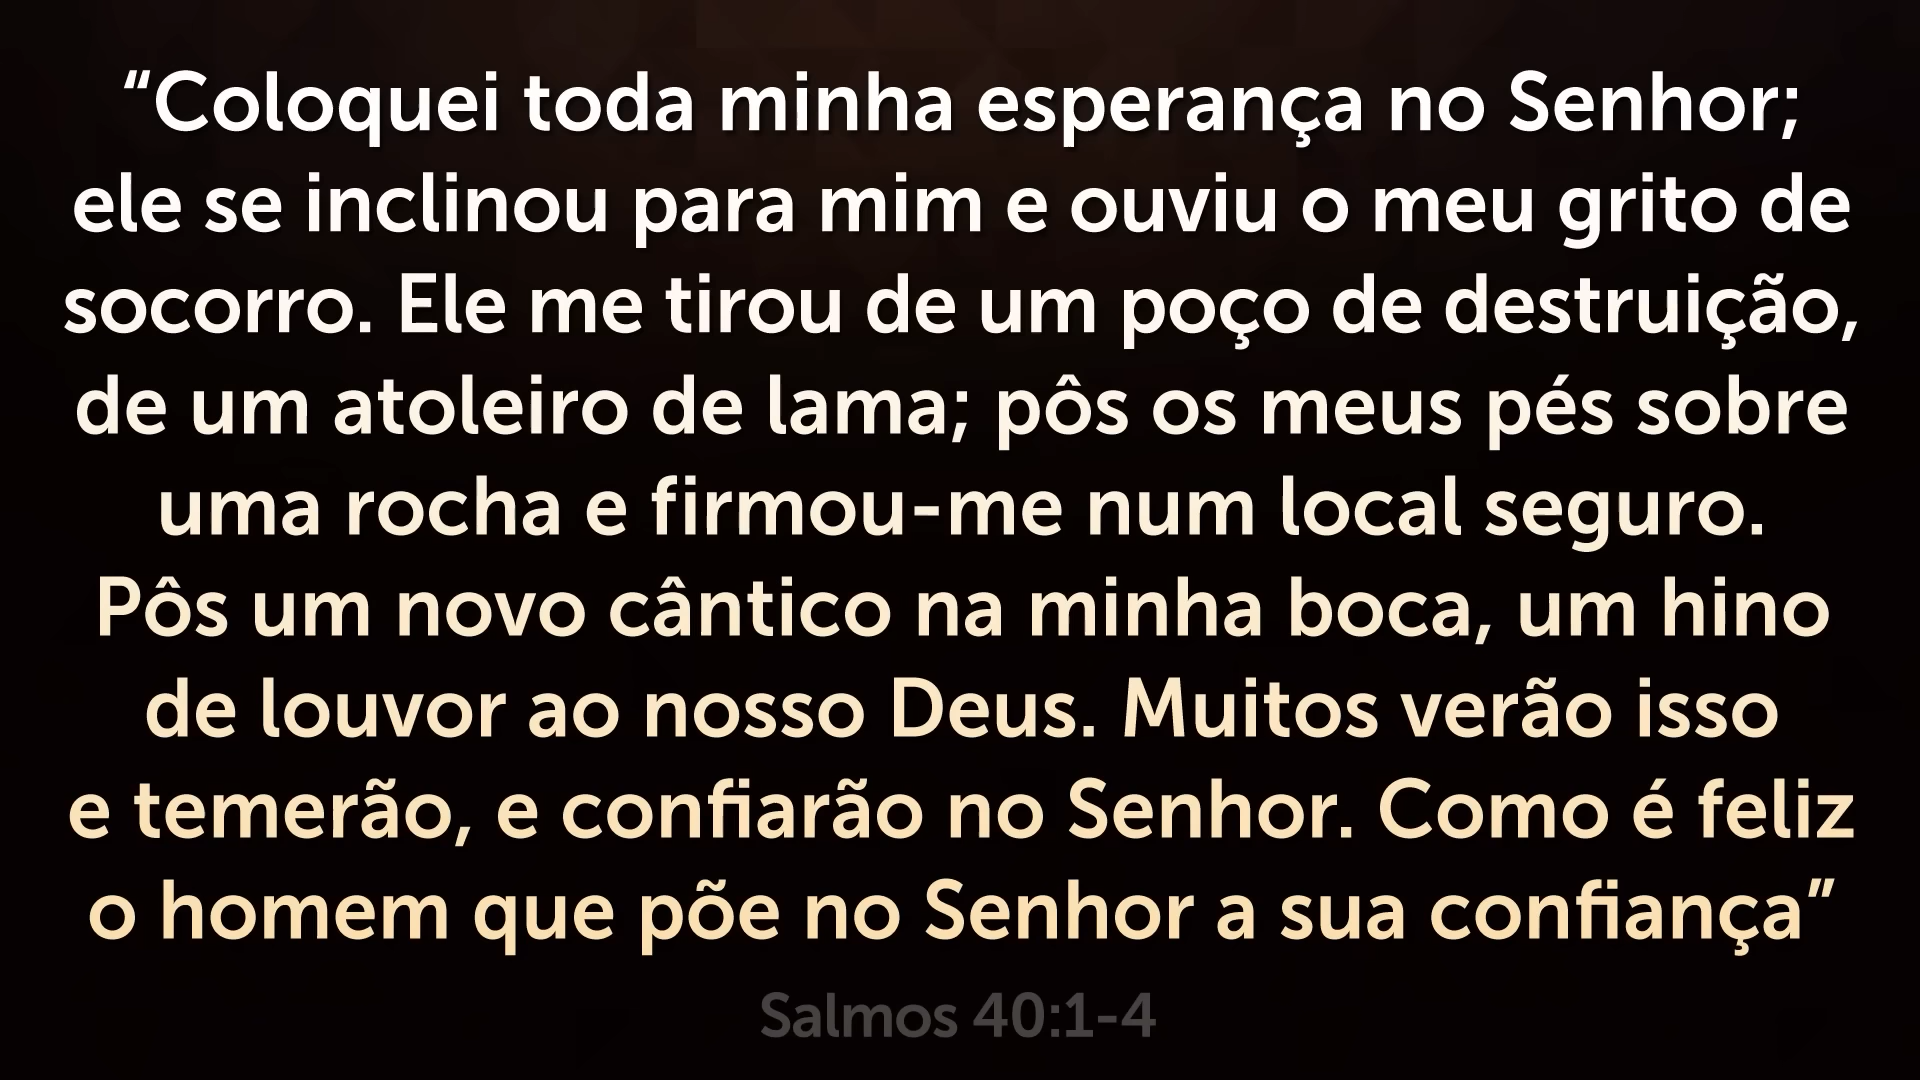 “Coloquei toda minha esperança no Senhor;
ele se inclinou para mim e ouviu o meu grito de
socorro. Ele me tirou de um poço de destruição,
de um atoleiro de lama; pôs os meus pés sobre
uma rocha e firmou-me num local seguro.
Pôs um novo cântico na minha boca, um hino
de louvor ao nosso Deus. Muitos verão isso
e temerão, e confiarão no Senhor. Como é feliz
o homem que põe no Senhor a sua confiança”
Salmos 40:1-4